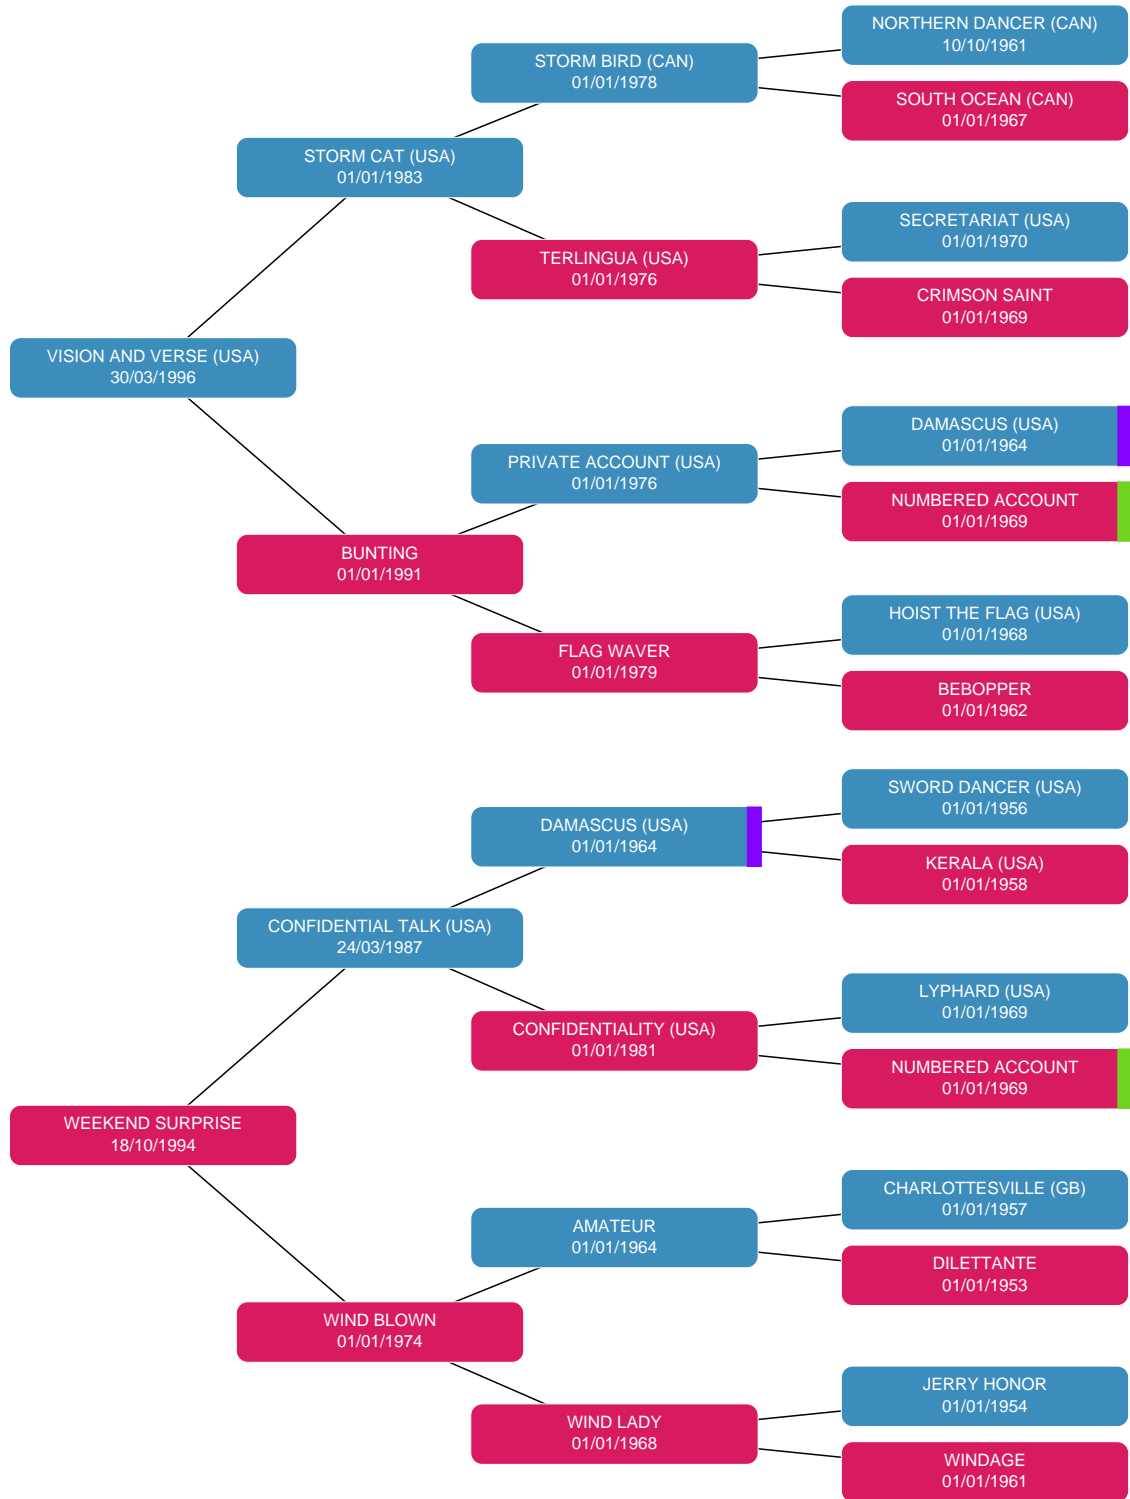 NORTHERN DANCER (CAN)
10/10/1961
STORM BIRD (CAN)
01/01/1978
SOUTH OCEAN (CAN)
01/01/1967
STORM CAT (USA)
01/01/1983
SECRETARIAT (USA)
01/01/1970
TERLINGUA (USA)
01/01/1976
CRIMSON SAINT
01/01/1969
VISION AND VERSE (USA)
30/03/1996
DAMASCUS (USA)
01/01/1964
PRIVATE ACCOUNT (USA)
01/01/1976
NUMBERED ACCOUNT
01/01/1969
BUNTING
01/01/1991
HOIST THE FLAG (USA)
01/01/1968
FLAG WAVER
01/01/1979
BEBOPPER
01/01/1962
SWORD DANCER (USA)
01/01/1956
DAMASCUS (USA)
01/01/1964
KERALA (USA)
01/01/1958
CONFIDENTIAL TALK (USA)
24/03/1987
LYPHARD (USA)
01/01/1969
CONFIDENTIALITY (USA)
01/01/1981
NUMBERED ACCOUNT
01/01/1969
WEEKEND SURPRISE
18/10/1994
CHARLOTTESVILLE (GB)
01/01/1957
AMATEUR
01/01/1964
DILETTANTE
01/01/1953
WIND BLOWN
01/01/1974
JERRY HONOR
01/01/1954
WIND LADY
01/01/1968
WINDAGE
01/01/1961